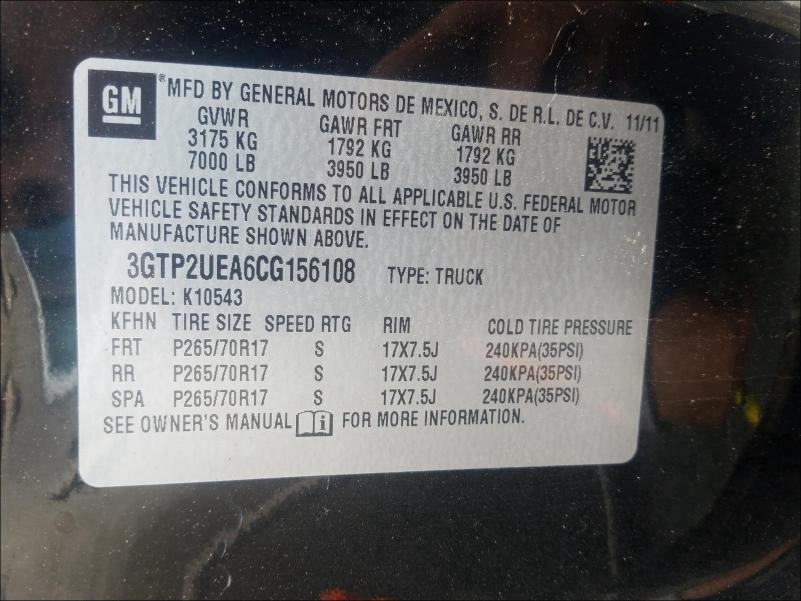 GM ® MFD BY GENERAL MOTORS DE MEXICO, S. DE R.L. DE C.V. 11/11
GVWR GAWR FRT GAWR RR
3175 KG 1792 KG 1792 KG
7000 LB 3950 LB 3950 LB
THIS VEHICLE CONFORMS TO ALL APPLICABLE U.S. FEDERAL MOTOR
VEHICLE SAFETY STANDARDS IN EFFECT ON THE DATE OF
MANUFACTURE SHOWN ABOVE.
3GTP2UEA6CG156108 TYPE: TRUCK
MODEL: K10543
KFHN TIRE SIZE SPEED RTG RIM COLD TIRE PRESSURE
FRT P265/70R17 S 17X7.5J 240KPA(35PSI)
RR P265/70R17 S 17X7.5J 240KPA(35PSI)
SPA P265/70R17 S 17X7.5J 240KPA(35PSI)
SEE OWNER'S MANUAL i FOR MORE INFORMATION.